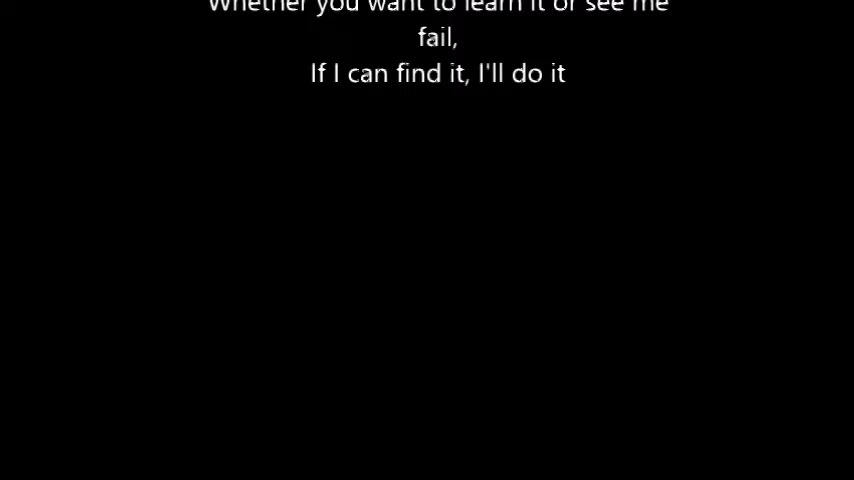 Whether you want to learn it or see me
fail,
If I can find it, I'll do it